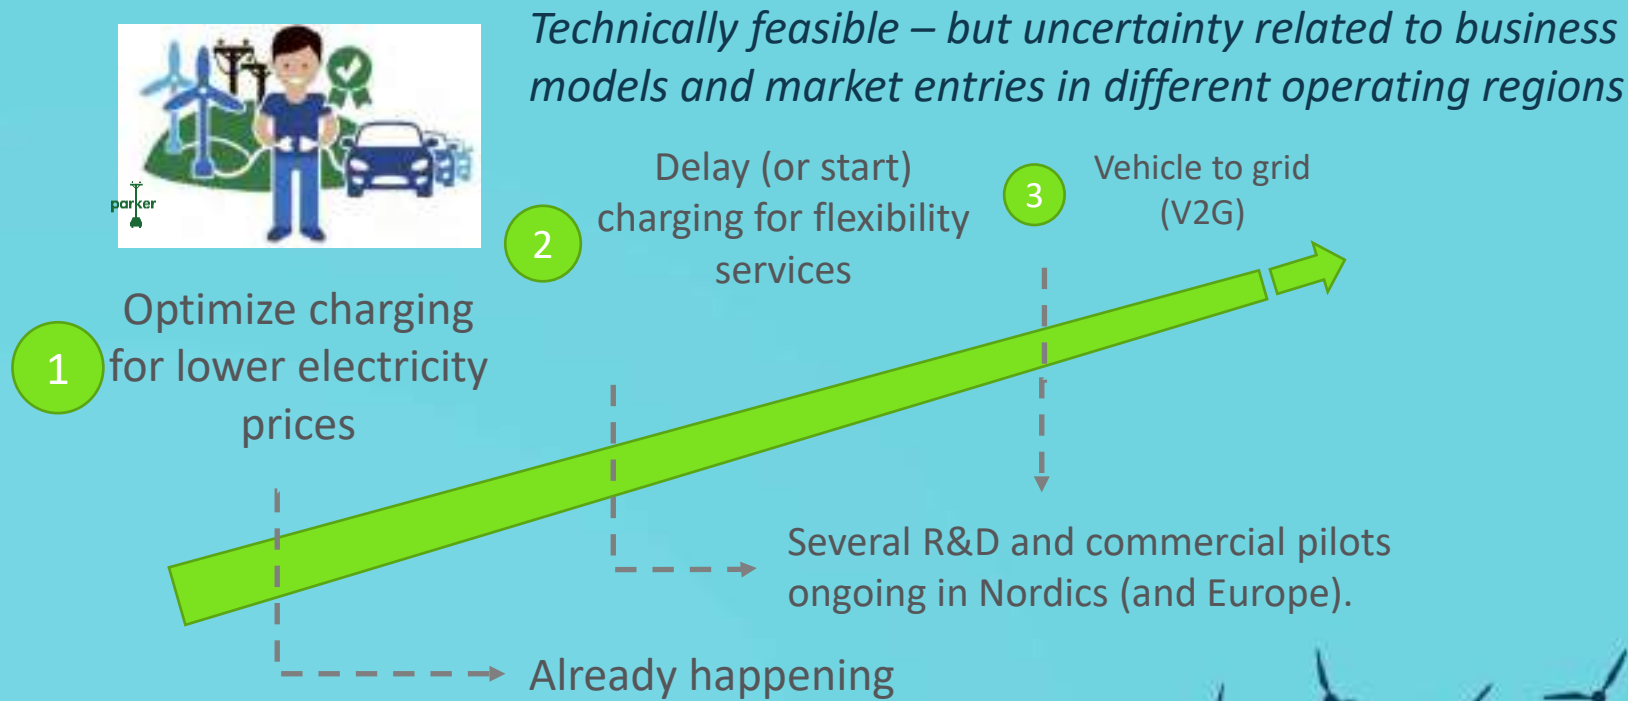 Technically feasible – but uncertainty related to business
models and market entries in different operating regions
parker
1
Optimize charging
for lower electricity
prices
2
Delay (or start)
charging for flexibility
services
3
Vehicle to grid
(V2G)
Several R&D and commercial pilots
ongoing in Nordics (and Europe).
Already happening